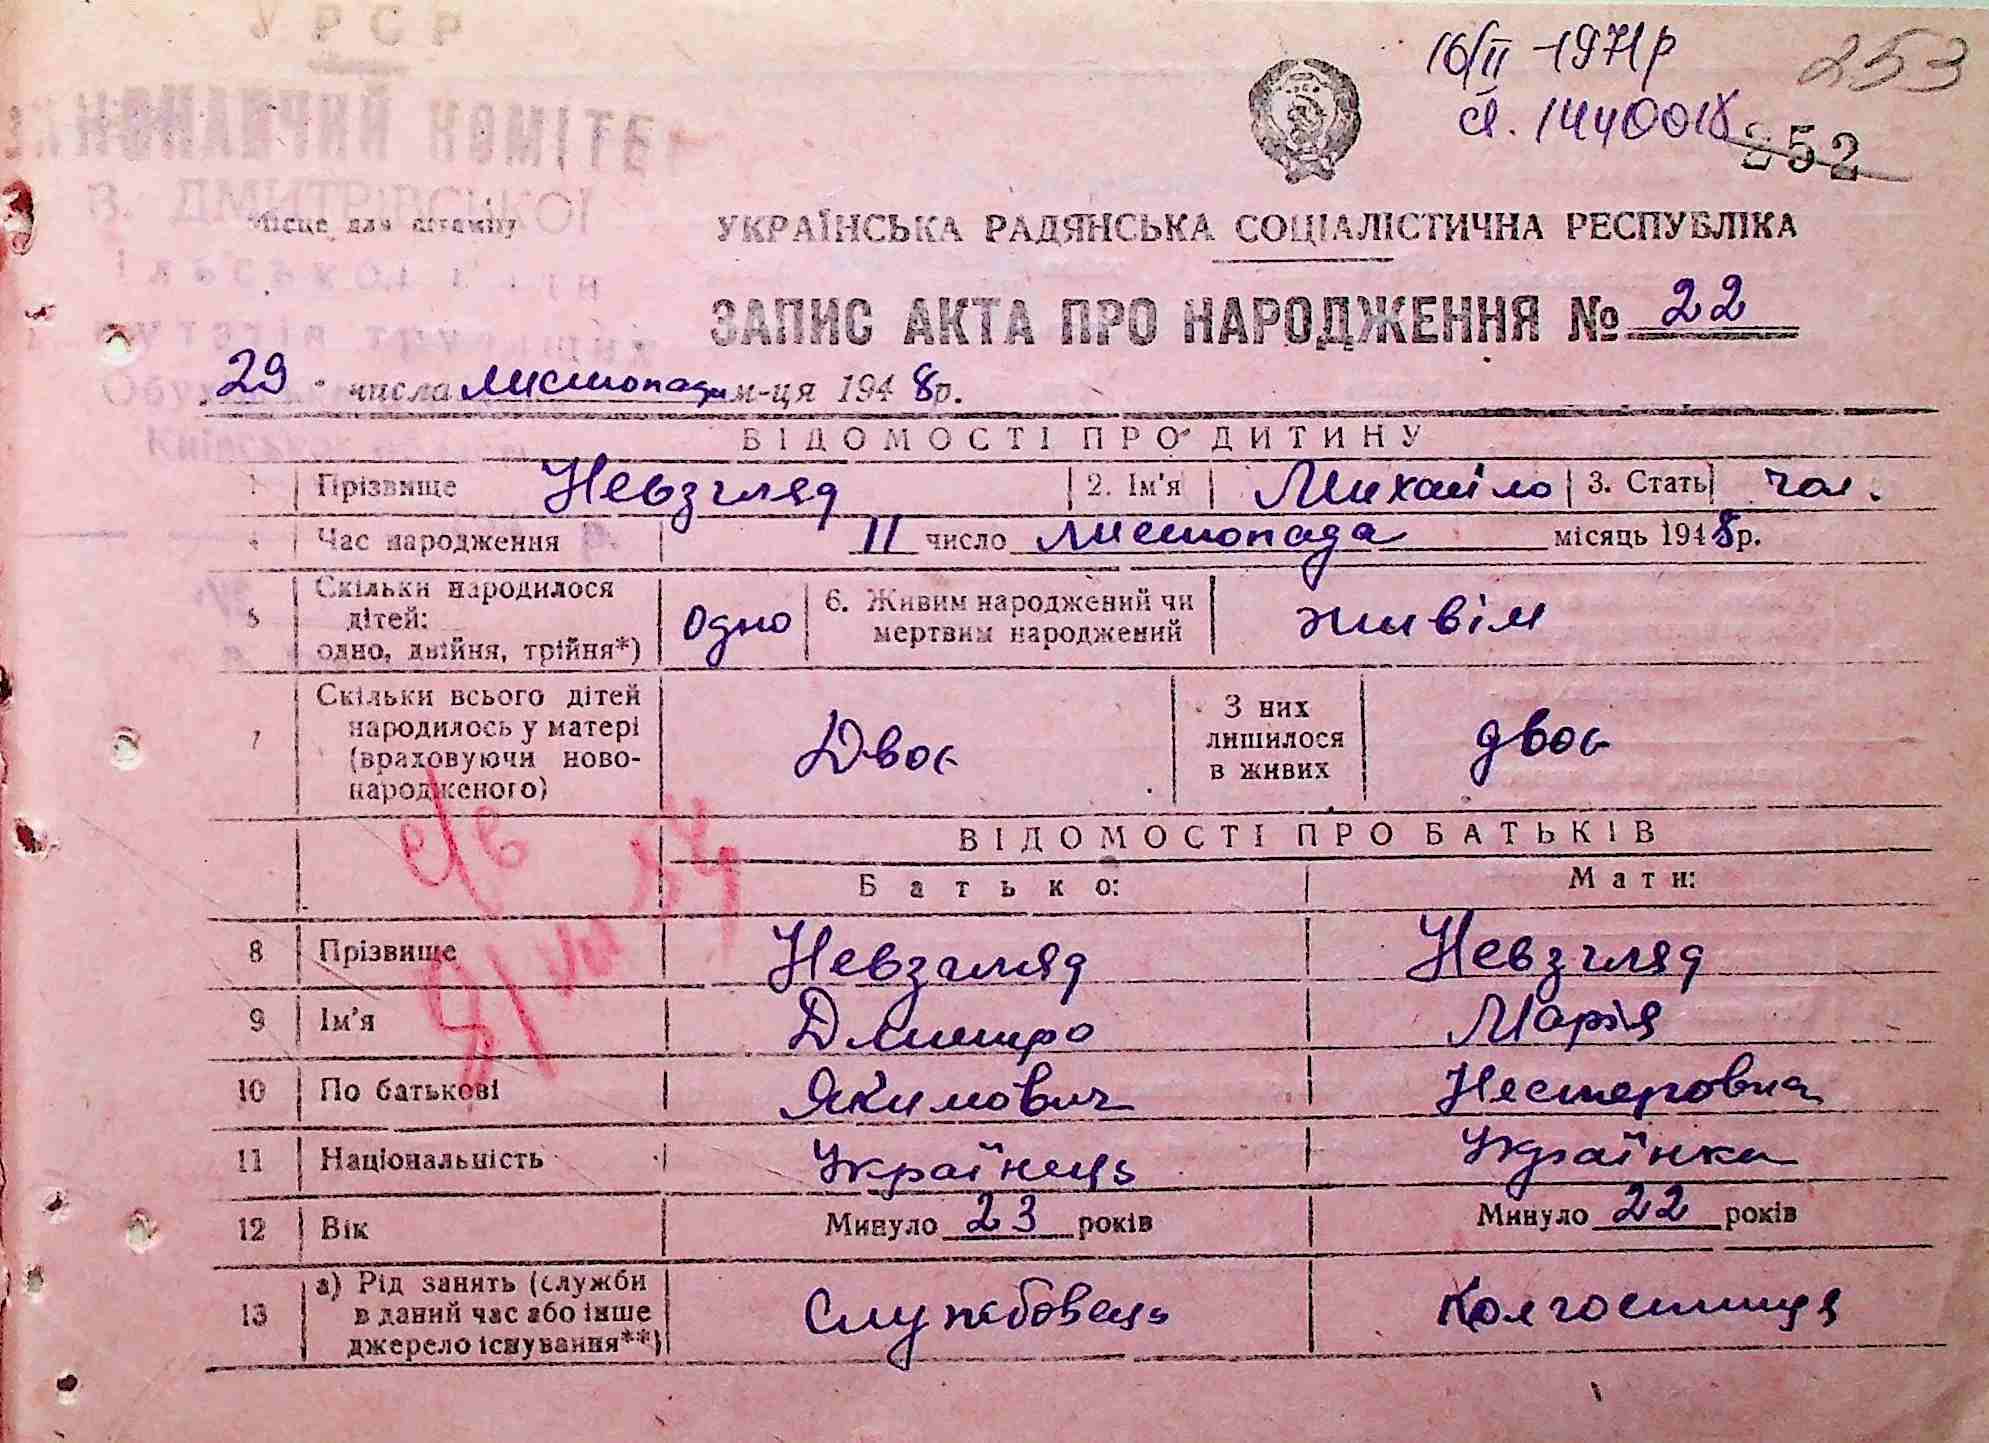 16/II -1971р
253
Я. 1440018
252
УРСР
ВИКОНАВЧИЙ КОМІТЕТ
В. ДМИТРІВСЬКОЇ
Місце для штампу
УКРАЇНСЬКА РАДЯНСЬКА СОЦІАЛІСТИЧНА РЕСПУБЛІКА
ЗАПИС АКТА ПРО НАРОДЖЕННЯ № 22
29 числа листопада м-ця 1948р.
ВІДОМОСТІ ПРО ДИТИНУ
1 Прізвище Невзгляд 2. Ім'я Михайло 3. Стать чол.
4 Час народження 11 число листопада місяць 1948р.
5 Скільки народилося дітей: одно, двійня, трійня*) одно 6. Живим народжений чи мертвим народжений живім
7 Скільки всього дітей народилось у матері (враховуючи новонародженого) Двоє З них лишилося в живих двоє
ВІДОМОСТІ ПРО БАТЬКІВ
Батько: Мати:
8 Прізвище Невзгляд Невзгляд
9 Ім'я Дмитро Марія
10 По батькові Якимович Несторовна
11 Національність Українець Українка
12 Вік Минуло 23 років Минуло 22 років
13 а) Рід занять (служби в даний час або інше джерело існування**) Службовець Колгоспниця